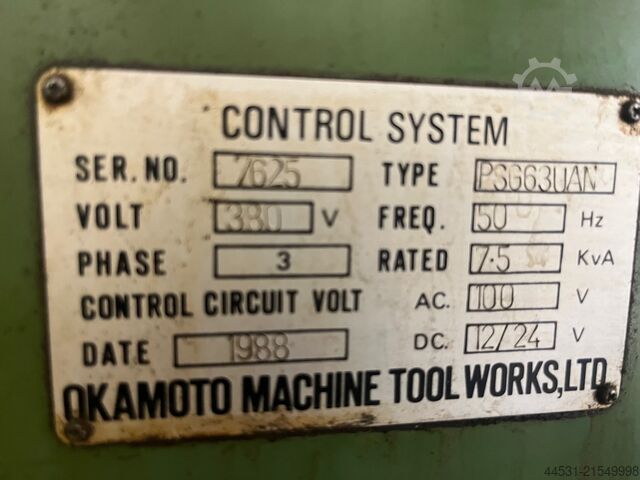 CONTROL SYSTEM
SER. NO. 7625 TYPE PSG63UAN
VOLT 380 V FREQ. 50 Hz
PHASE 3 RATED 7.5 KvA
CONTROL CIRCUIT VOLT AC. 100 V
DATE 1988 DC. 12/24 V
OKAMOTO MACHINE TOOL WORKS, LTD.
44531-21549998